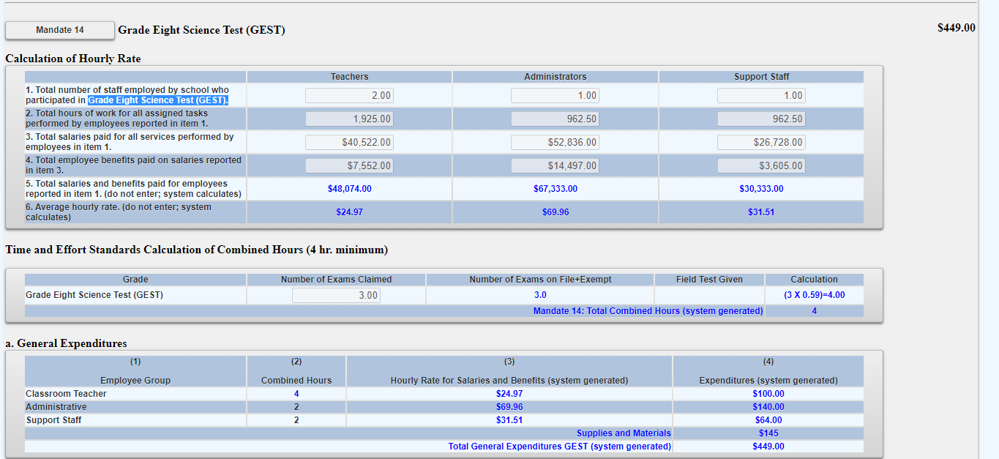 Mandate 14 Grade Eight Science Test (GEST) $449.00
Calculation of Hourly Rate
Teachers Administrators Support Staff
1. Total number of staff employed by school who
participated in Grade Eight Science Test (GEST). 2.00 1.00 1.00
2. Total hours of work for all assigned tasks
performed by employees reported in item 1. 1,925.00 962.50 962.50
3. Total salaries paid for all services performed by
employees in item 1. $40,522.00 $52,836.00 $26,728.00
4. Total employee benefits paid on salaries reported
in item 3. $7,552.00 $14,497.00 $3,605.00
5. Total salaries and benefits paid for employees
reported in item 1. (do not enter; system calculates) $48,074.00 $67,333.00 $30,333.00
6. Average hourly rate. (do not enter; system
calculates) $24.97 $69.96 $31.51
Time and Effort Standards Calculation of Combined Hours (4 hr. minimum)
Grade Number of Exams Claimed Number of Exams on File+Exempt Field Test Given Calculation
Grade Eight Science Test (GEST) 3.00 3.0 (3 X 0.59)=4.00
Mandate 14: Total Combined Hours (system generated) 4
a. General Expenditures
(1) (2) (3) (4)
Employee Group Combined Hours Hourly Rate for Salaries and Benefits (system generated) Expenditures (system generated)
Classroom Teacher 4 $24.97 $100.00
Administrative 2 $69.96 $140.00
Support Staff 2 $31.51 $64.00
Supplies and Materials $145
Total General Expenditures GEST (system generated) $449.00